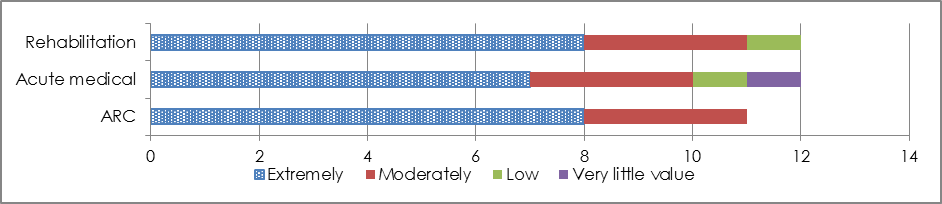 Rehabilitation
Acute medical
ARC
0 2 4 6 8 10 12 14
Extremely Moderately Low Very little value